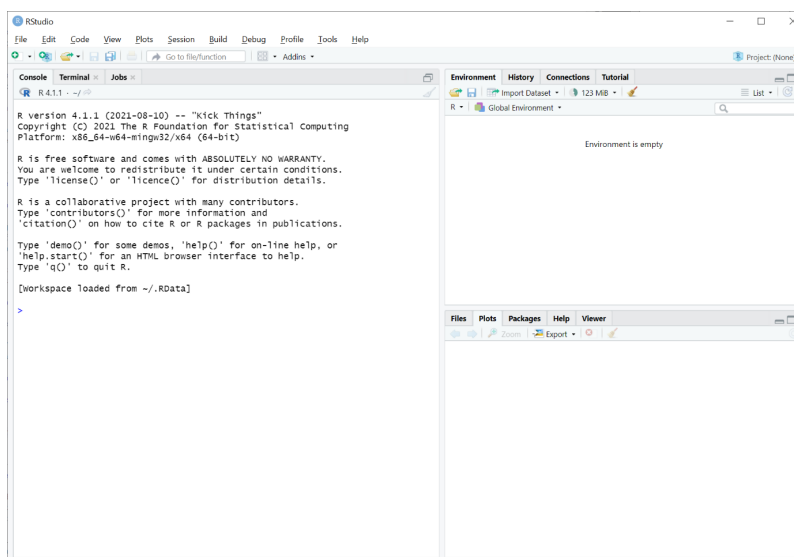 RStudio
File Edit Code View Plots Session Build Debug Profile Tools Help
Go to file/function Addins Project: (None)
Console Terminal Jobs
R 4.1.1 · ~/
R version 4.1.1 (2021-08-10) -- "Kick Things"
Copyright (C) 2021 The R Foundation for Statistical Computing
Platform: x86_64-w64-mingw32/x64 (64-bit)
R is free software and comes with ABSOLUTELY NO WARRANTY.
You are welcome to redistribute it under certain conditions.
Type 'license()' or 'licence()' for distribution details.
R is a collaborative project with many contributors.
Type 'contributors()' for more information and
'citation()' on how to cite R or R packages in publications.
Type 'demo()' for some demos, 'help()' for on-line help, or
'help.start()' for an HTML browser interface to help.
Type 'q()' to quit R.
[Workspace loaded from ~/.RData]
>
Environment History Connections Tutorial
Import Dataset 123 MiB List
R Global Environment
Environment is empty
Files Plots Packages Help Viewer
Zoom Export